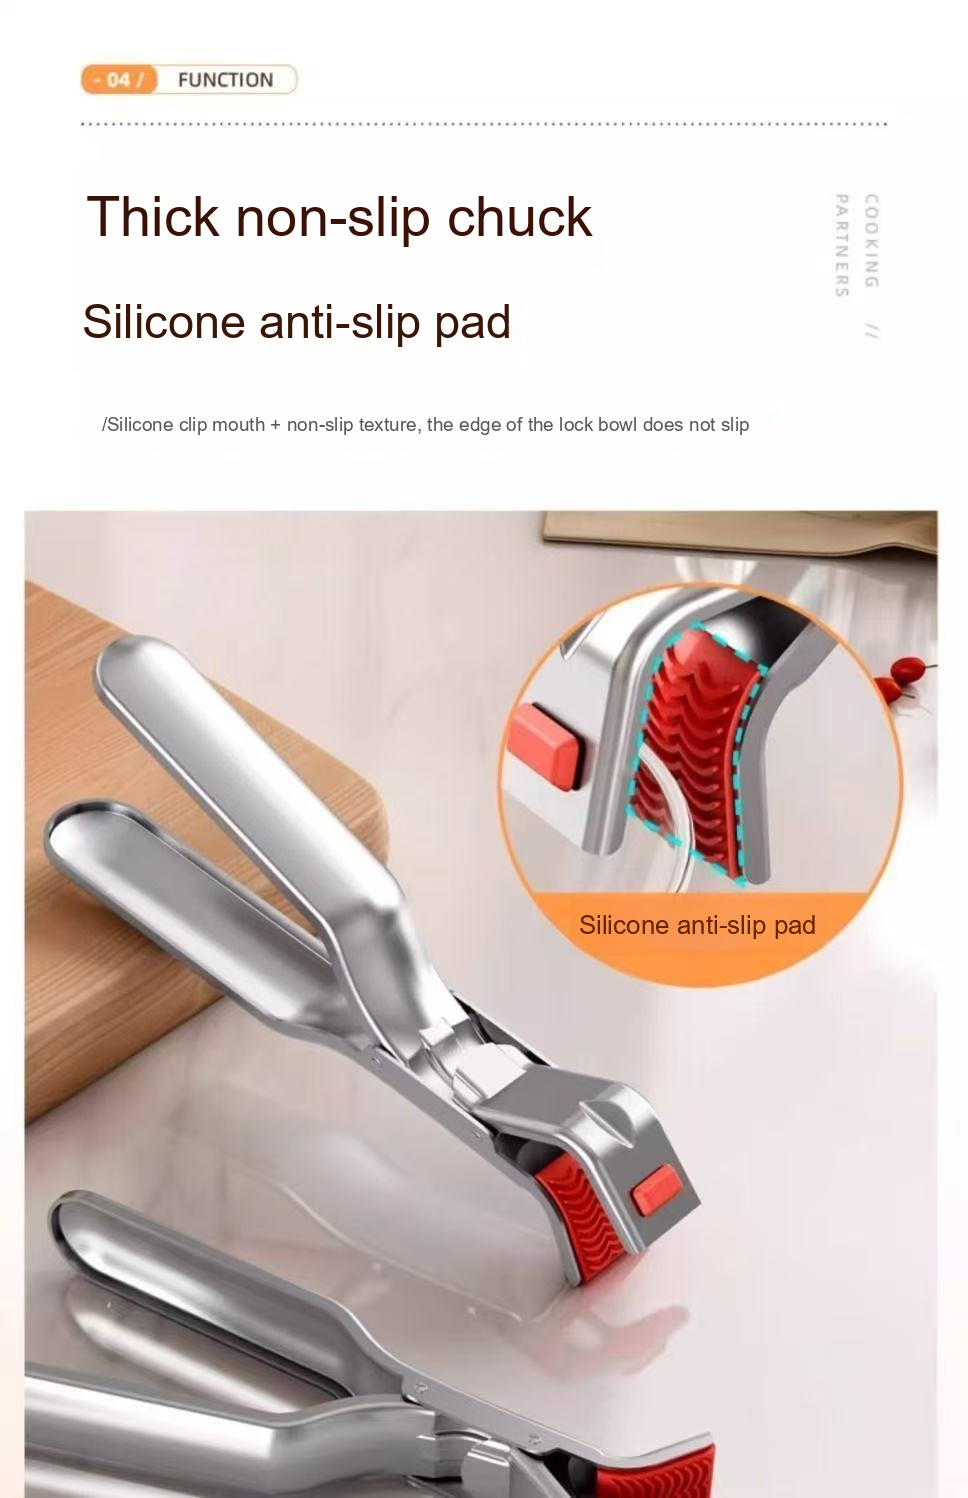 - 04 / FUNCTION
Thick non-slip chuck
COOKING //
PARTNERS
Silicone anti-slip pad
/Silicone clip mouth + non-slip texture, the edge of the lock bowl does not slip
Silicone anti-slip pad